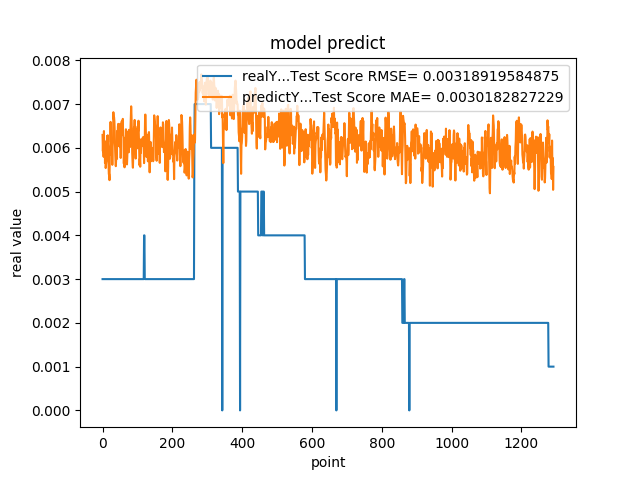 model predict
realY...Test Score RMSE= 0.00318919584875
predictY...Test Score MAE= 0.0030182827229
real value
0.008
0.007
0.006
0.005
0.004
0.003
0.002
0.001
0.000
0 200 400 600 800 1000 1200
point